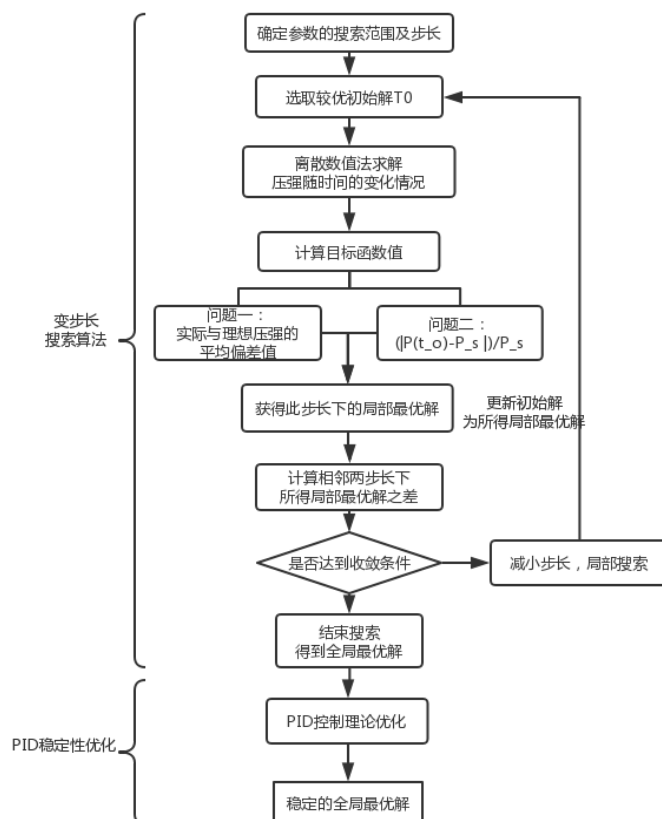 确定参数的搜索范围及步长
选取较优初始解T0
离散数值法求解
压强随时间的变化情况
计算目标函数值
问题一：
实际与理想压强的
平均偏差值
问题二：
(|P(t_o)-P_s |)/P_s
变步长
搜索算法
获得此步长下的局部最优解
更新初始解
为所得局部最优解
计算相邻两步长下
所得局部最优解之差
是否达到收敛条件
减小步长，局部搜索
结束搜索
得到全局最优解
PID控制理论优化
PID稳定性优化
稳定的全局最优解